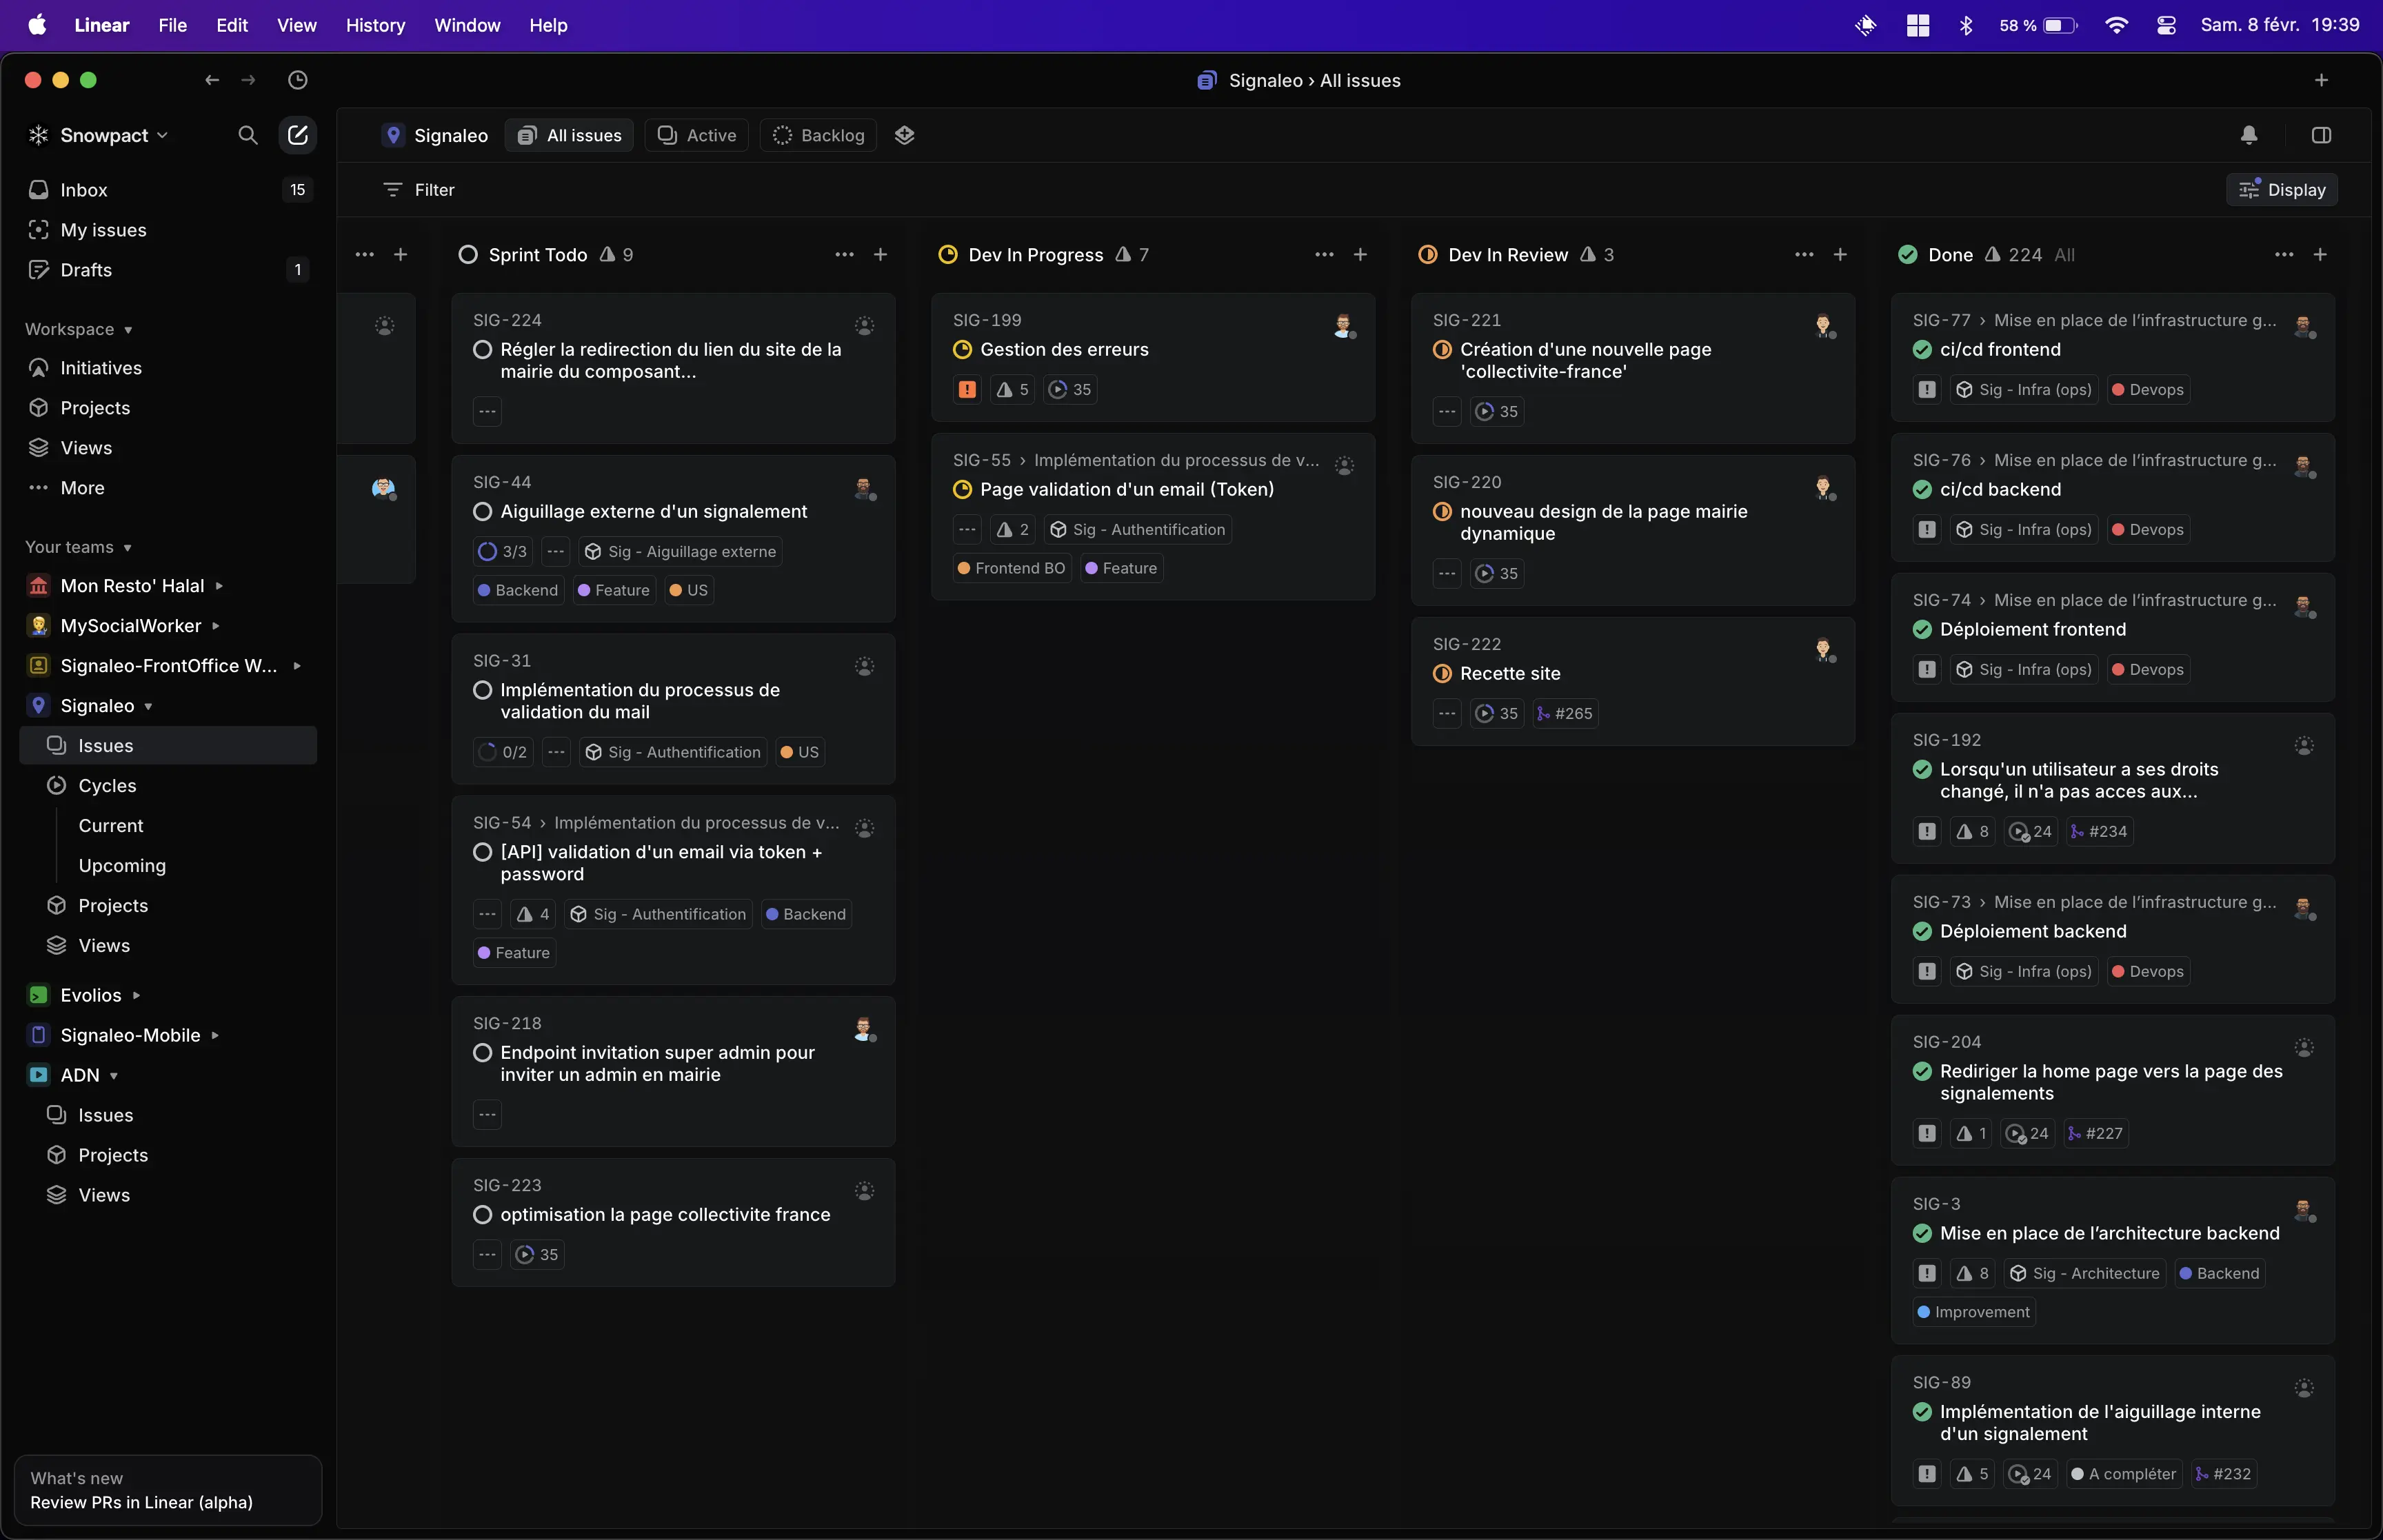 Linear File Edit View History Window Help
58 % Sam. 8 févr. 19:39
Signaleo › All issues
Snowpact
Inbox 15
My issues
Drafts 1
Workspace
Initiatives
Projects
Views
More
Your teams
Mon Resto' Halal
MySocialWorker
Signaleo-FrontOffice W...
Signaleo
Issues
Cycles
Current
Upcoming
Projects
Views
Evolios
Signaleo-Mobile
ADN
Issues
Projects
Views
What's new
Review PRs in Linear (alpha)
Signaleo All issues Active Backlog
Filter
Display
Sprint Todo 9
SIG-224
Régler la redirection du lien du site de la
mairie du composant...
SIG-44
Aiguillage externe d'un signalement
3/3 Sig - Aiguillage externe
Backend Feature US
SIG-31
Implémentation du processus de
validation du mail
0/2 Sig - Authentification US
SIG-54 › Implémentation du processus de v...
[API] validation d'un email via token +
password
4 Sig - Authentification Backend
Feature
SIG-218
Endpoint invitation super admin pour
inviter un admin en mairie
SIG-223
optimisation la page collectivite france
35
Dev In Progress 7
SIG-199
Gestion des erreurs
5 35
SIG-55 › Implémentation du processus de v...
Page validation d'un email (Token)
2 Sig - Authentification
Frontend BO Feature
Dev In Review 3
SIG-221
Création d'une nouvelle page
'collectivite-france'
35
SIG-220
nouveau design de la page mairie
dynamique
35
SIG-222
Recette site
35 #265
Done 224 All
SIG-77 › Mise en place de l’infrastructure g...
ci/cd frontend
Sig - Infra (ops) Devops
SIG-76 › Mise en place de l’infrastructure g...
ci/cd backend
Sig - Infra (ops) Devops
SIG-74 › Mise en place de l’infrastructure g...
Déploiement frontend
Sig - Infra (ops) Devops
SIG-192
Lorsqu'un utilisateur a ses droits
changé, il n'a pas acces aux...
8 24 #234
SIG-73 › Mise en place de l’infrastructure g...
Déploiement backend
Sig - Infra (ops) Devops
SIG-204
Rediriger la home page vers la page des
signalements
1 24 #227
SIG-3
Mise en place de l’architecture backend
8 Sig - Architecture Backend
Improvement
SIG-89
Implémentation de l'aiguillage interne
d'un signalement
5 24 A compléter #232